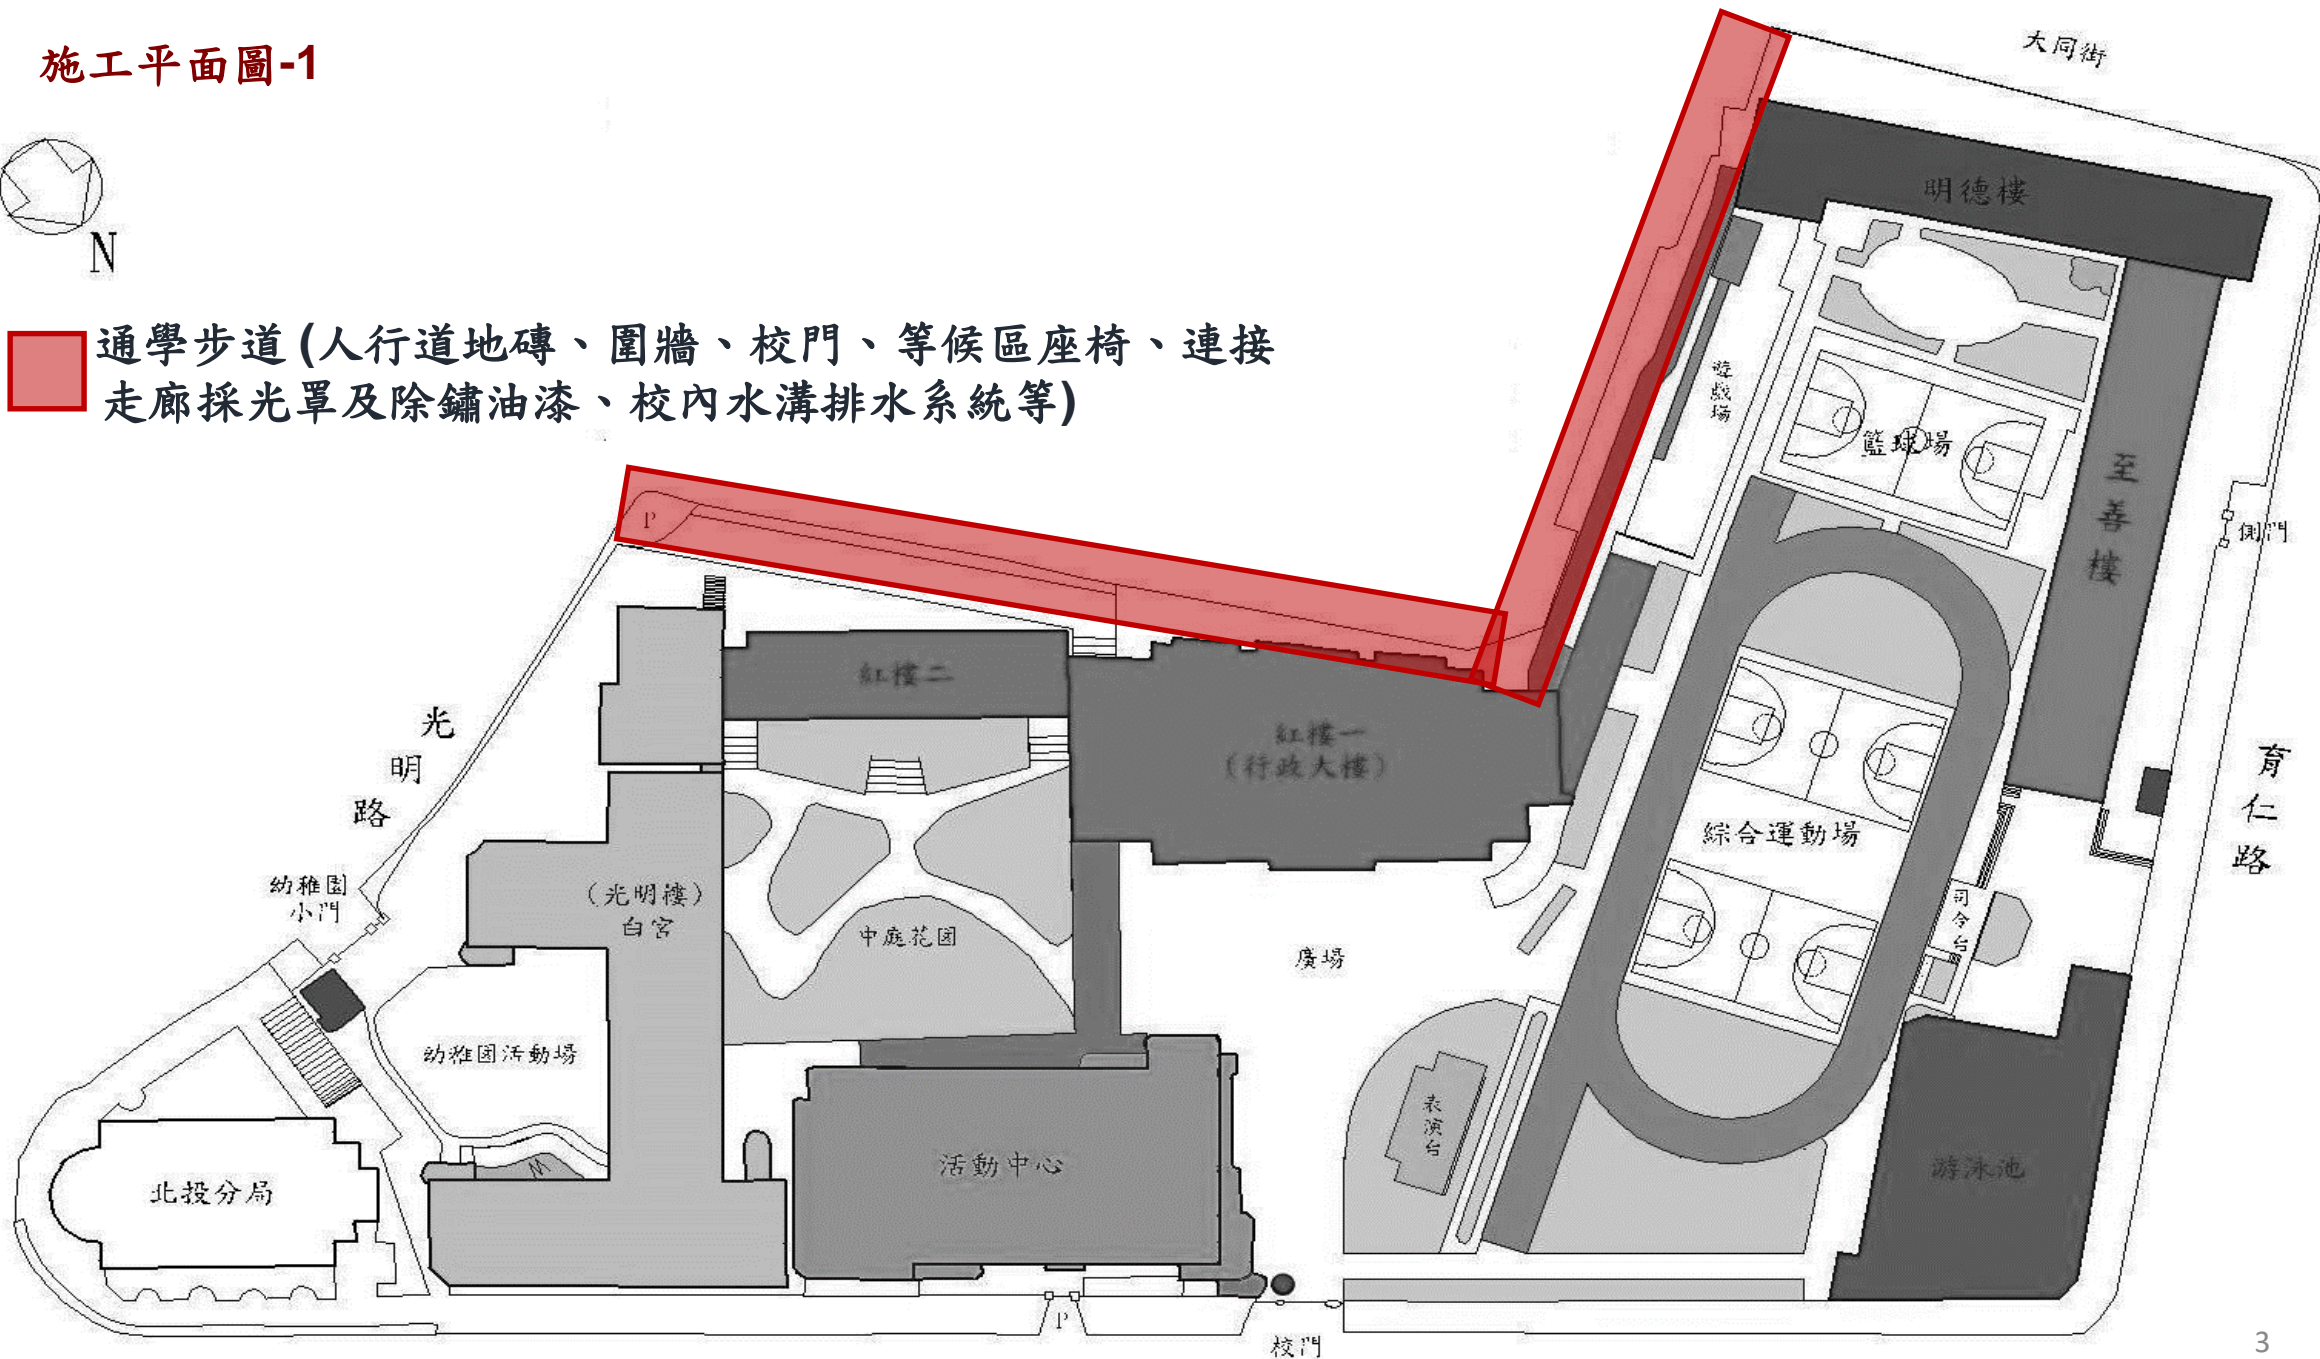 施工平面圖-1
大同街
N
明德樓
通學步道(人行道地磚、圍牆、校門、等候區座椅、連接
走廊採光罩及除鏽油漆、校內水溝排水系統等)
遊戲場
籃球場
至善樓
側門
P
紅樓二
紅樓一
(行政大樓)
光明路
育仁路
綜合運動場
幼稚園
小門
(光明樓)
白宮
中庭花園
廣場
司令台
幼稚園活動場
表演台
北投分局
活動中心
游泳池
P
校門
3